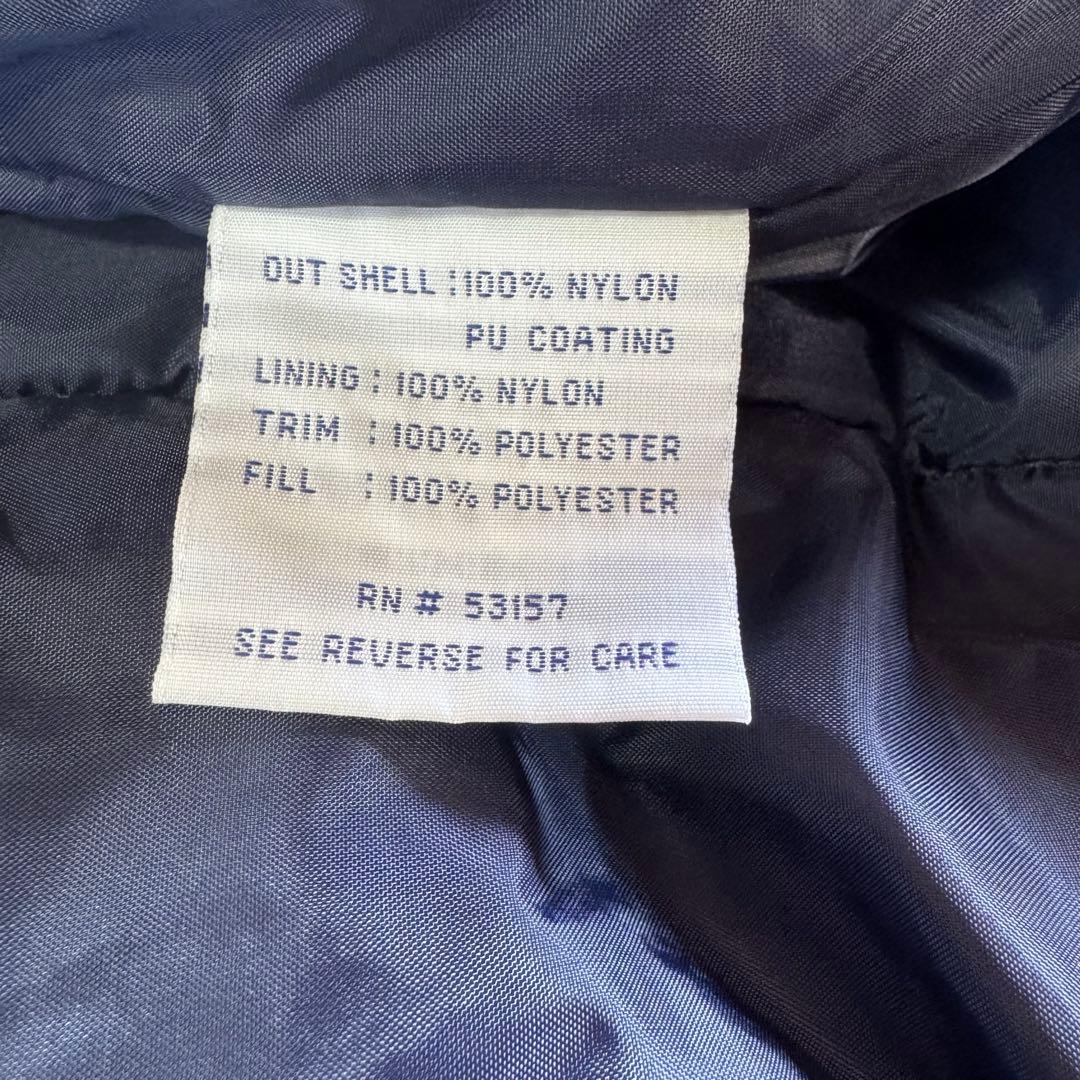 OUT SHELL : 100% NYLON
PU COATING
LINING : 100% NYLON
TRIM : 100% POLYESTER
FILL : 100% POLYESTER
RN # 53157
SEE REVERSE FOR CARE